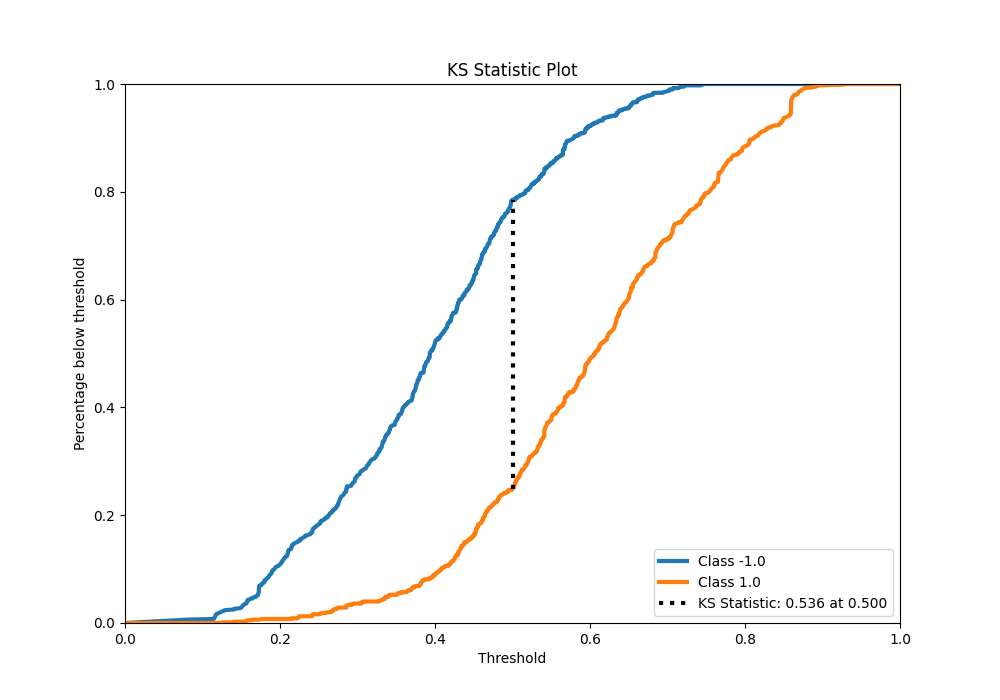 KS Statistic Plot
1.0
0.8
0.6
0.4
0.2
0.0
Percentage below threshold
0.0 0.2 0.4 0.6 0.8 1.0
Threshold
Class -1.0
Class 1.0
KS Statistic: 0.536 at 0.500